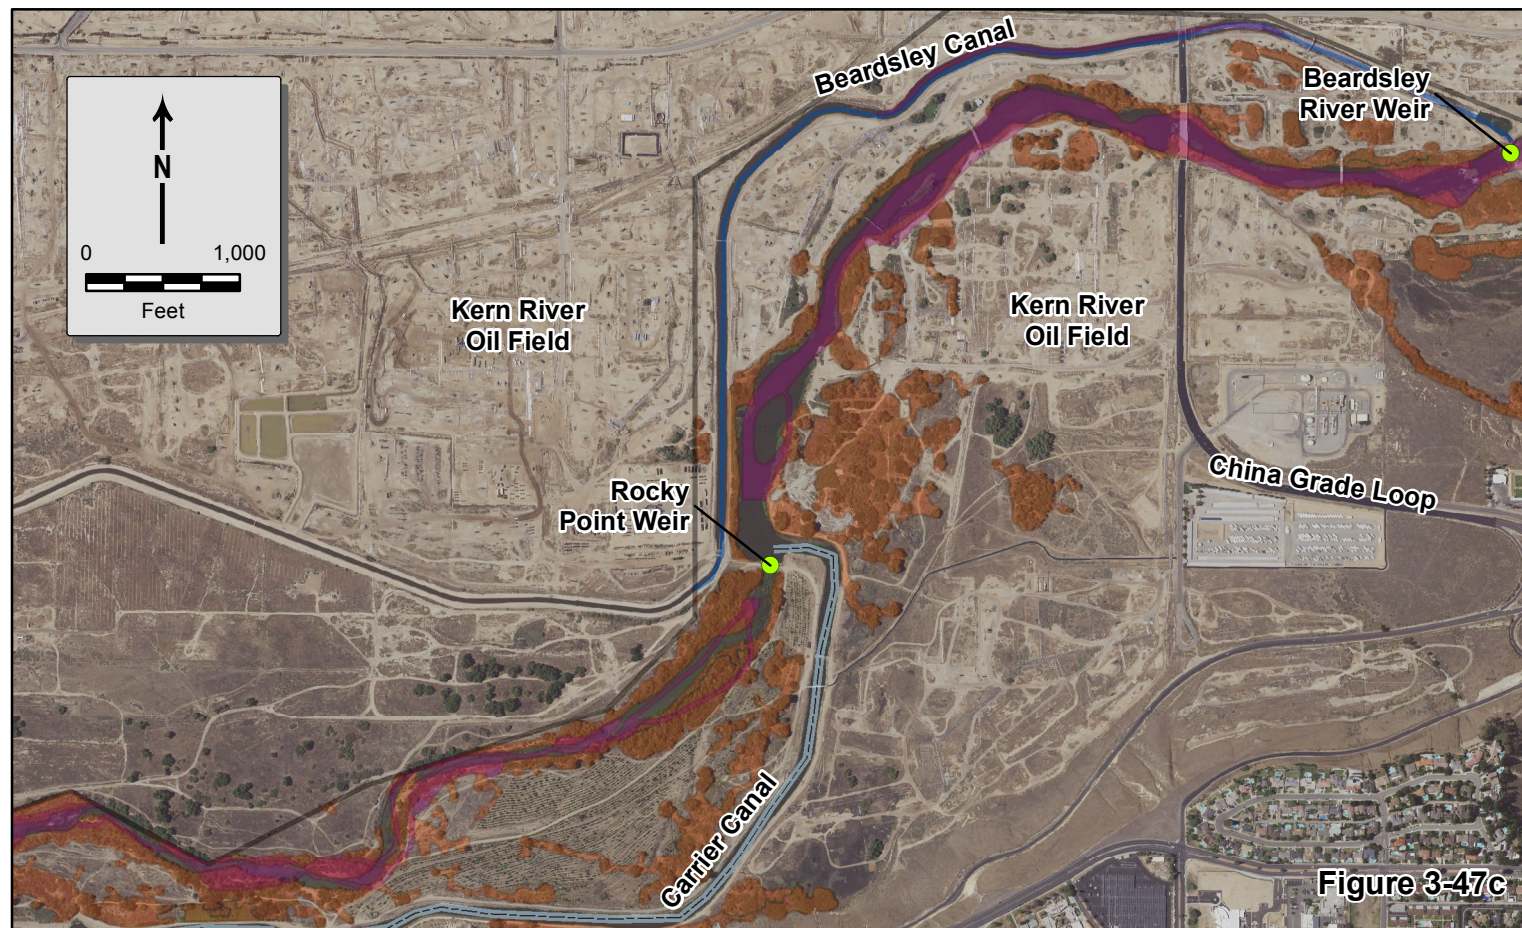 Beardsley Canal
Beardsley
River Weir
N
0 1,000
Feet
Kern River
Oil Field
Kern River
Oil Field
China Grade Loop
Rocky
Point Weir
Carrier Canal
Figure 3-47c